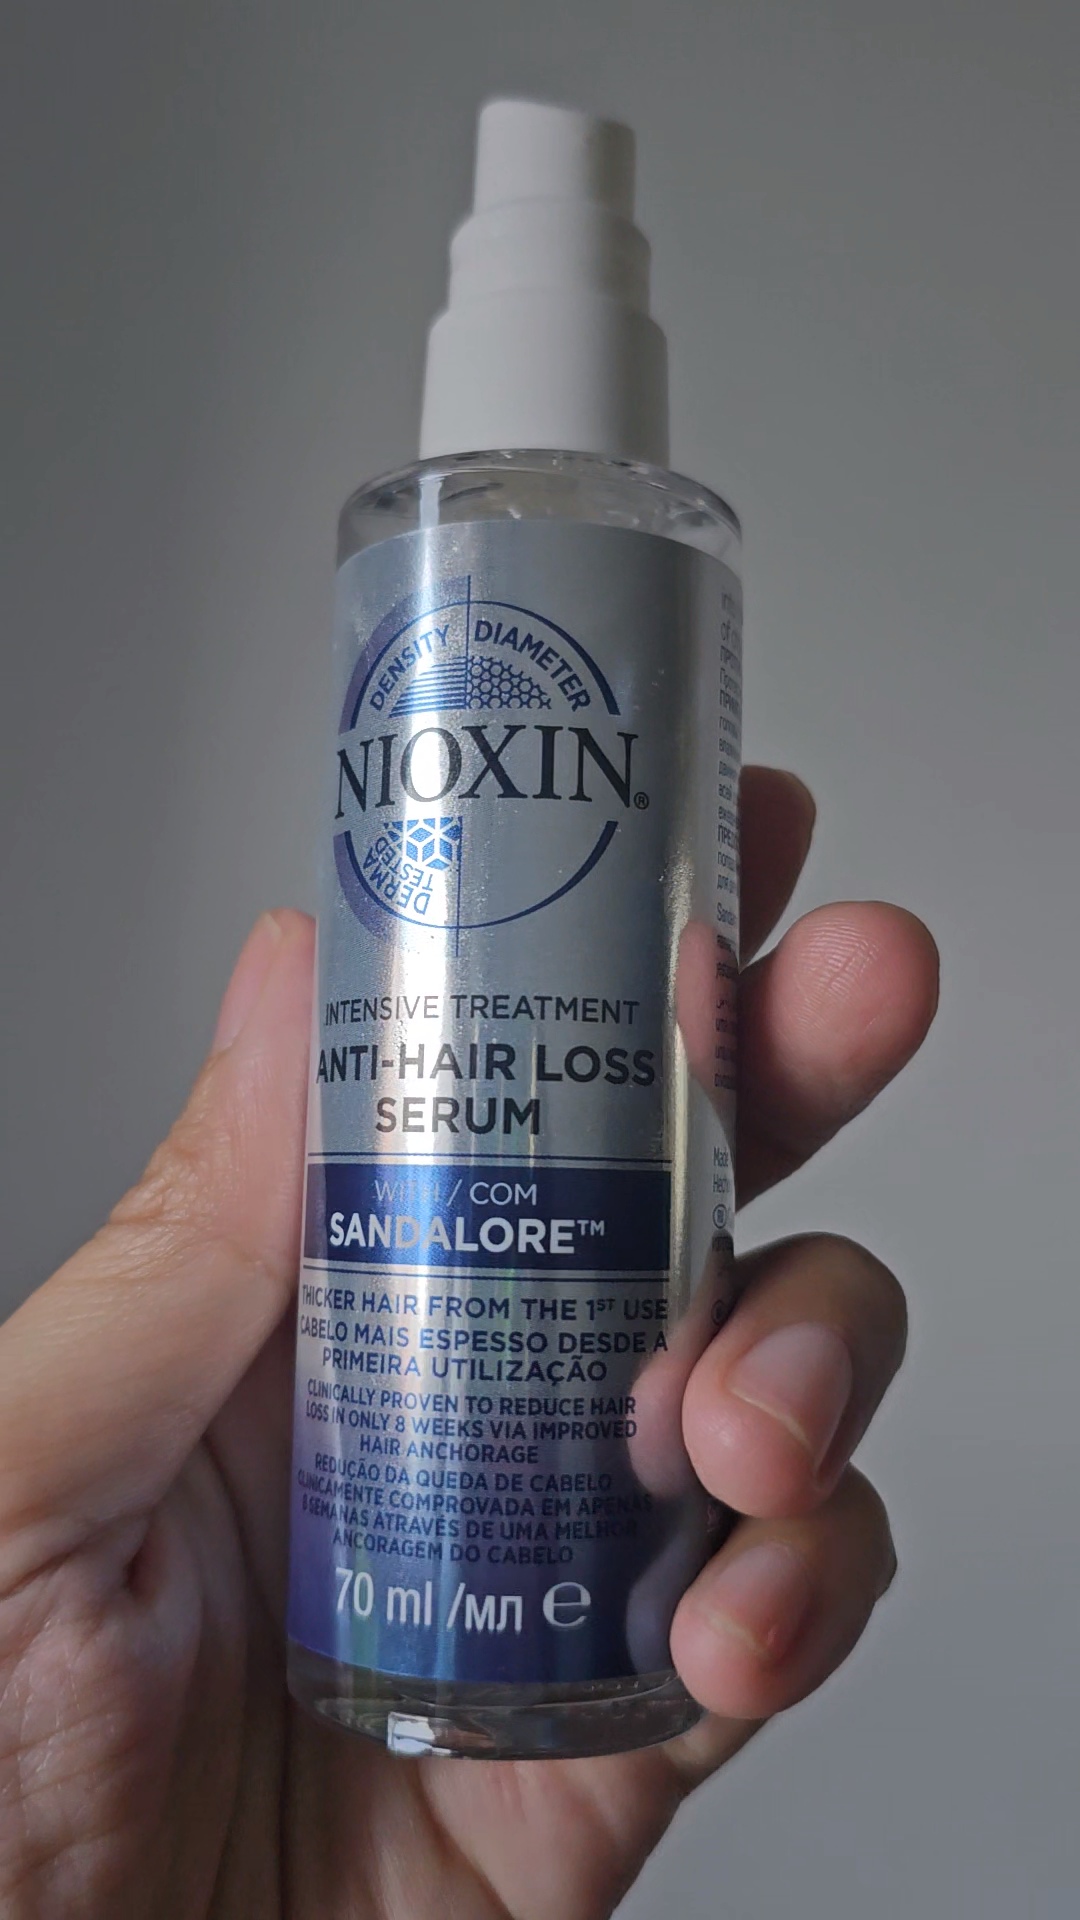 DENSITY DIAMETER
NIOXIN®
DERMA
TESTED
INTENSIVE TREATMENT
ANTI-HAIR LOSS
SERUM
WITH / COM
SANDALORE™
THICKER HAIR FROM THE 1ST USE
CABELO MAIS ESPESSO DESDE A
PRIMEIRA UTILIZAÇÃO
CLINICALLY PROVEN TO REDUCE HAIR
LOSS IN ONLY 8 WEEKS VIA IMPROVED
HAIR ANCHORAGE
REDUÇÃO DA QUEDA DE CABELO
CLINICAMENTE COMPROVADA EM APENAS
8 SEMANAS ATRAVÉS DE UMA MELHOR
ANCORAGEM DO CABELO
70 ml /мл e
Made